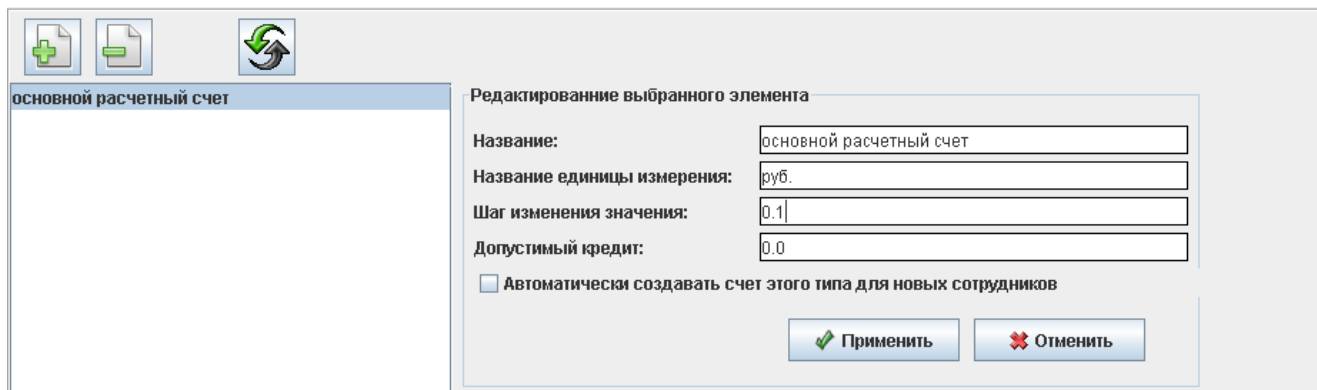 основной расчетный счет
Редактированние выбранного элемента
Название: основной расчетный счет
Название единицы измерения: руб.
Шаг изменения значения: 0.1
Допустимый кредит: 0.0
Автоматически создавать счет этого типа для новых сотрудников
Применить Отменить